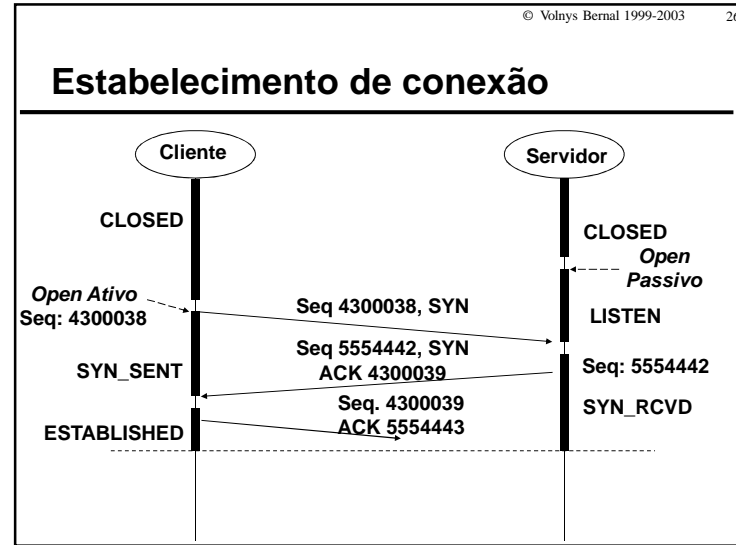 © Volnys Bernal 1999-2003 26
Estabelecimento de conexão
Cliente
Servidor
CLOSED
CLOSED
Open
Passivo
Open Ativo
Seq: 4300038
Seq 4300038, SYN
LISTEN
Seq 5554442, SYN
ACK 4300039
SYN_SENT
Seq: 5554442
Seq. 4300039
ACK 5554443
SYN_RCVD
ESTABLISHED